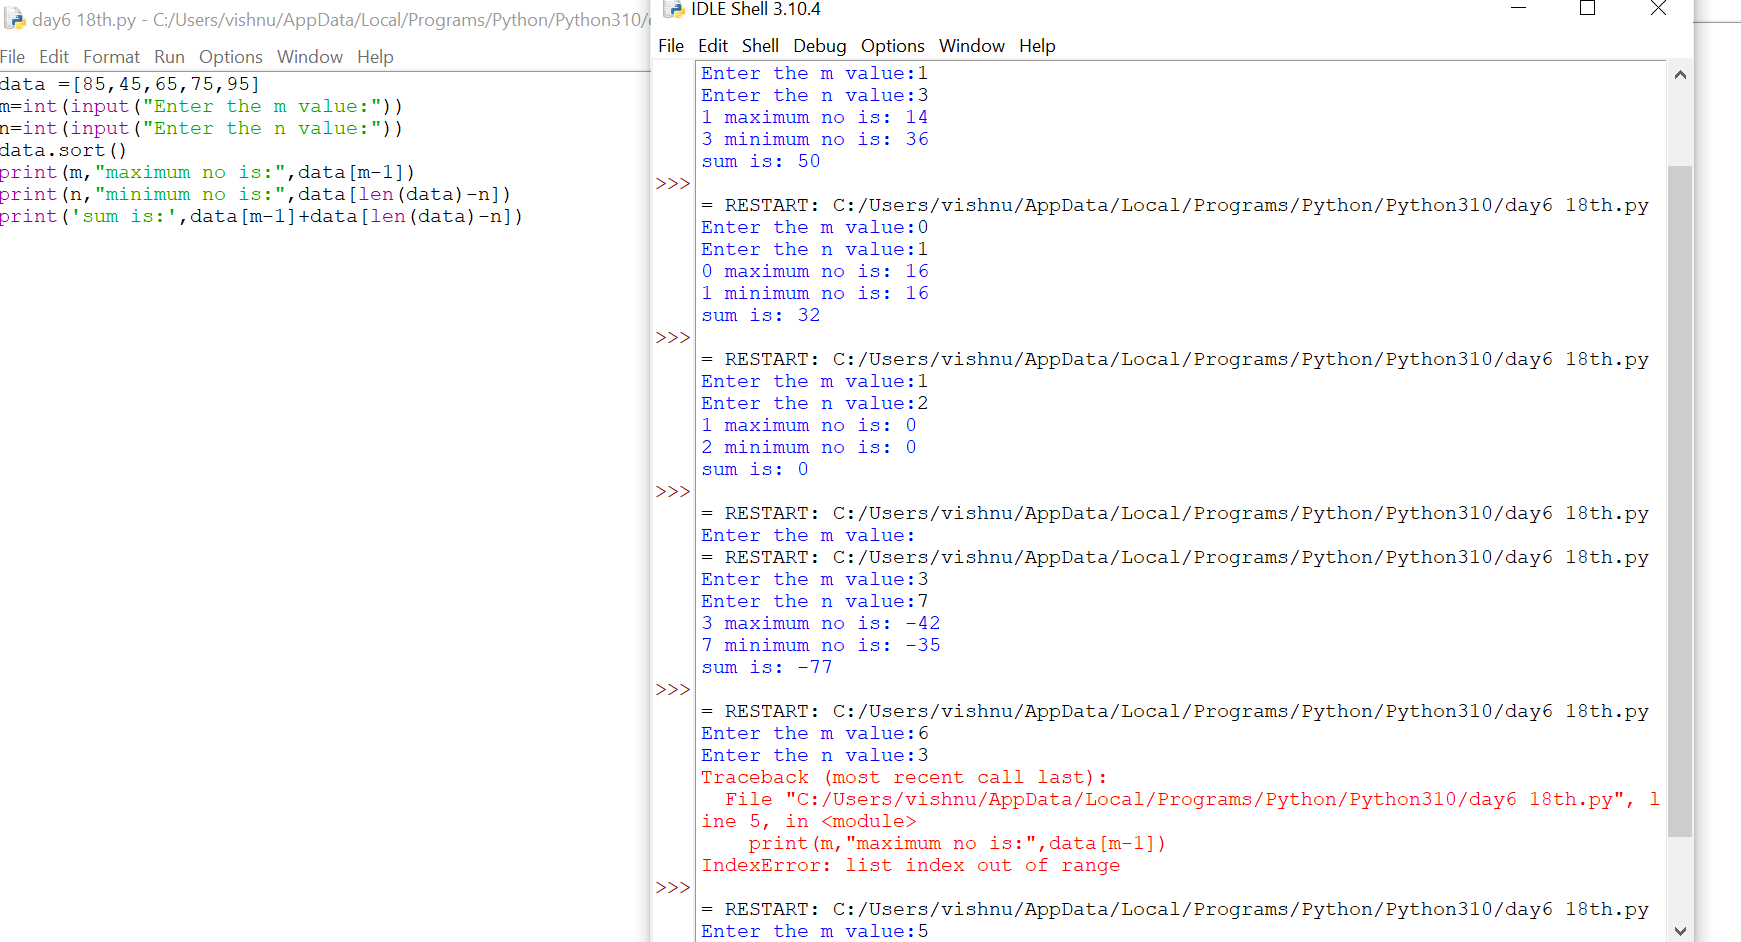 day6 18th.py - C:/Users/vishnu/AppData/Local/Programs/Python/Python310/
File Edit Format Run Options Window Help
data =[85,45,65,75,95]
m=int(input("Enter the m value:"))
n=int(input("Enter the n value:"))
data.sort()
print(m,"maximum no is:",data[m-1])
print(n,"minimum no is:",data[len(data)-n])
print('sum is:',data[m-1]+data[len(data)-n])
IDLE Shell 3.10.4
File Edit Shell Debug Options Window Help
Enter the m value:1
Enter the n value:3
1 maximum no is: 14
3 minimum no is: 36
sum is: 50
>>>
= RESTART: C:/Users/vishnu/AppData/Local/Programs/Python/Python310/day6 18th.py
Enter the m value:0
Enter the n value:1
0 maximum no is: 16
1 minimum no is: 16
sum is: 32
>>>
= RESTART: C:/Users/vishnu/AppData/Local/Programs/Python/Python310/day6 18th.py
Enter the m value:1
Enter the n value:2
1 maximum no is: 0
2 minimum no is: 0
sum is: 0
>>>
= RESTART: C:/Users/vishnu/AppData/Local/Programs/Python/Python310/day6 18th.py
Enter the m value:
= RESTART: C:/Users/vishnu/AppData/Local/Programs/Python/Python310/day6 18th.py
Enter the m value:3
Enter the n value:7
3 maximum no is: -42
7 minimum no is: -35
sum is: -77
>>>
= RESTART: C:/Users/vishnu/AppData/Local/Programs/Python/Python310/day6 18th.py
Enter the m value:6
Enter the n value:3
Traceback (most recent call last):
  File "C:/Users/vishnu/AppData/Local/Programs/Python/Python310/day6 18th.py", l
ine 5, in <module>
    print(m,"maximum no is:",data[m-1])
IndexError: list index out of range
>>>
= RESTART: C:/Users/vishnu/AppData/Local/Programs/Python/Python310/day6 18th.py
Enter the m value:5